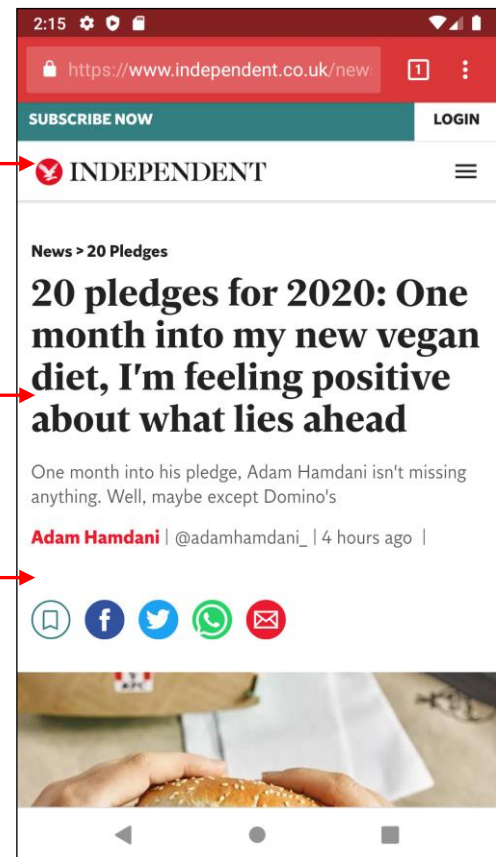 2:15
https://www.independent.co.uk/new
1
SUBSCRIBE NOW
LOGIN
INDEPENDENT
News > 20 Pledges
20 pledges for 2020: One
month into my new vegan
diet, I'm feeling positive
about what lies ahead
One month into his pledge, Adam Hamdani isn't missing
anything. Well, maybe except Domino's
Adam Hamdani | @adamhamdani_ | 4 hours ago |
KFC